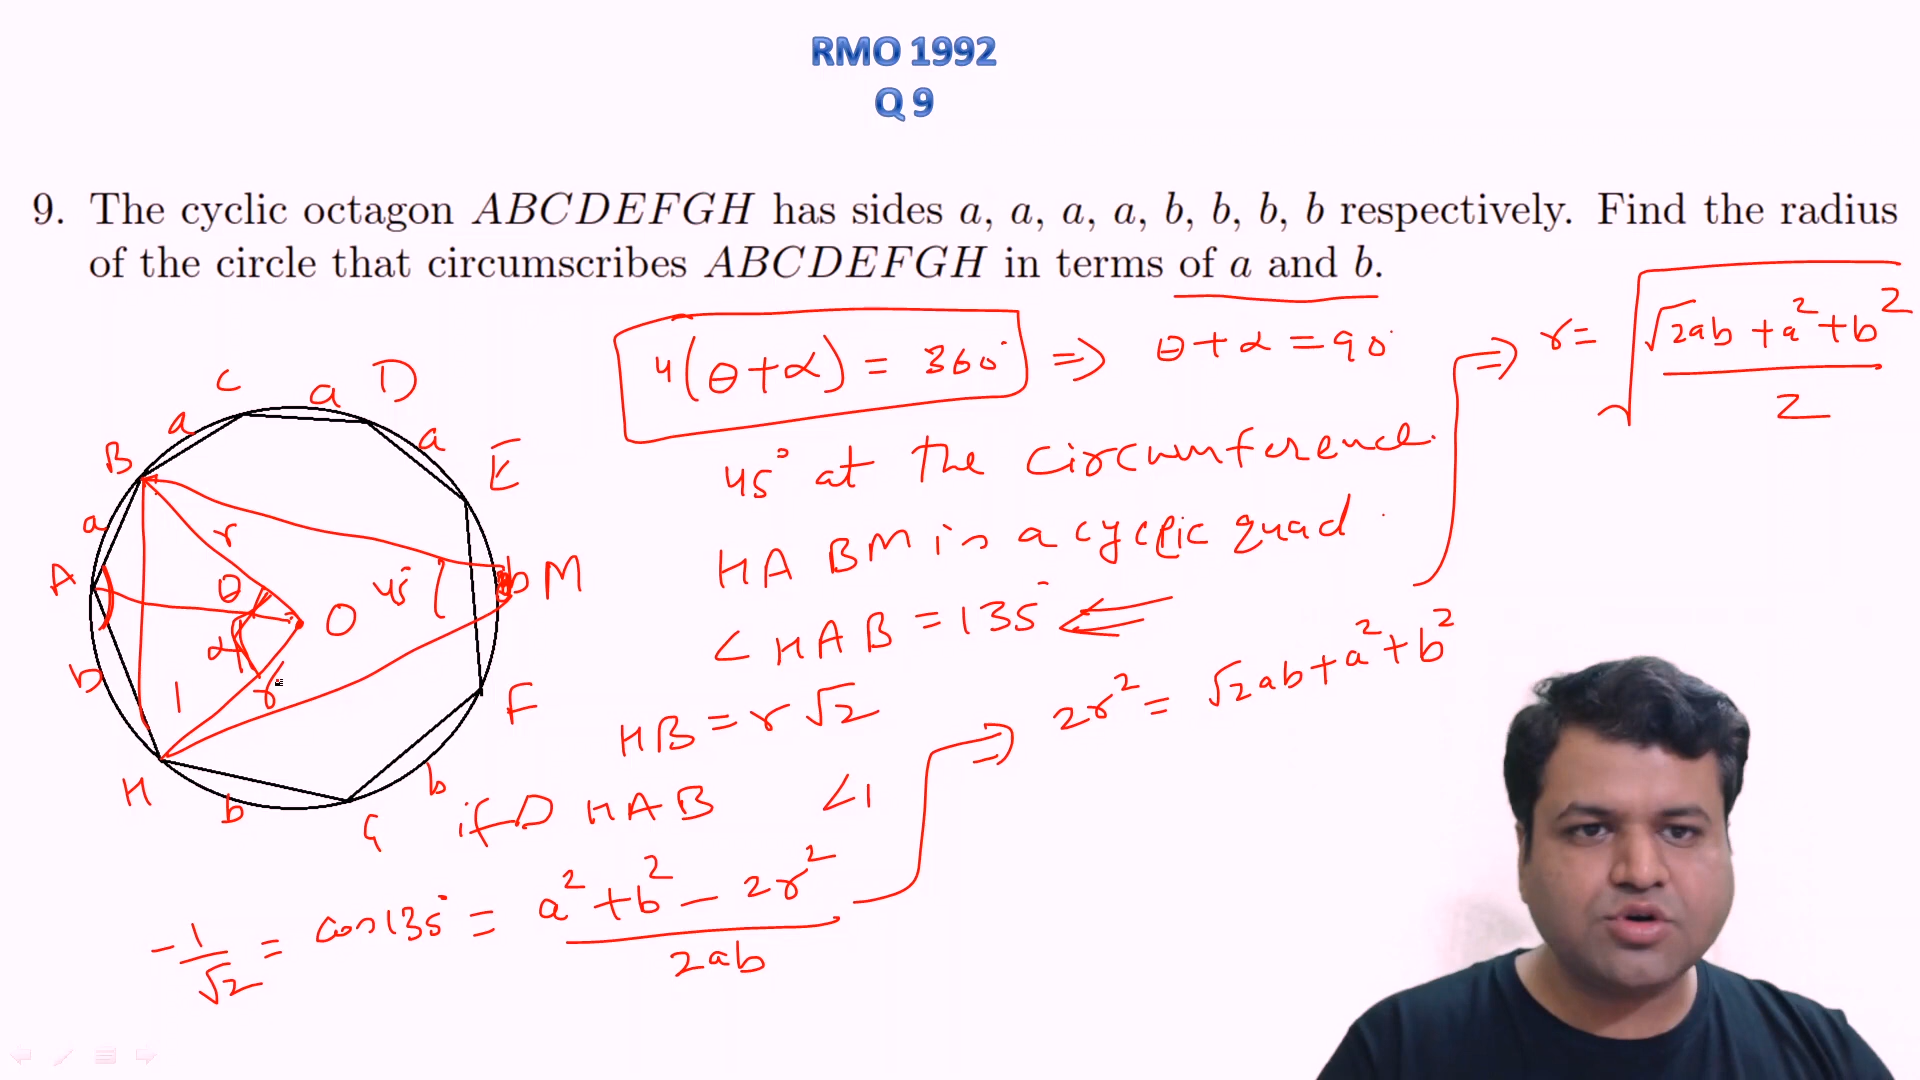 RMO 1992
Q 9
9. The cyclic octagon ABCDEFGH has sides a, a, a, a, b, b, b, b respectively. Find the radius
of the circle that circumscribes ABCDEFGH in terms of a and b.
4(θ+α) = 360° ⇒ θ+α = 90°
⇒ r = √((√2ab + a² + b²)/2)
45° at the circumference.
HABM is a cyclic quad.
∠HAB = 135° ⇐
HB = r√2
if Δ HAB ∠1
-1/√2 = cos135° = (a² + b² - 2r²)/2ab
⇒ 2r² = √2ab + a² + b²
C a D
a a
B E
a r
A θ O 45° b M
α
b 1 r
F
H b b
G